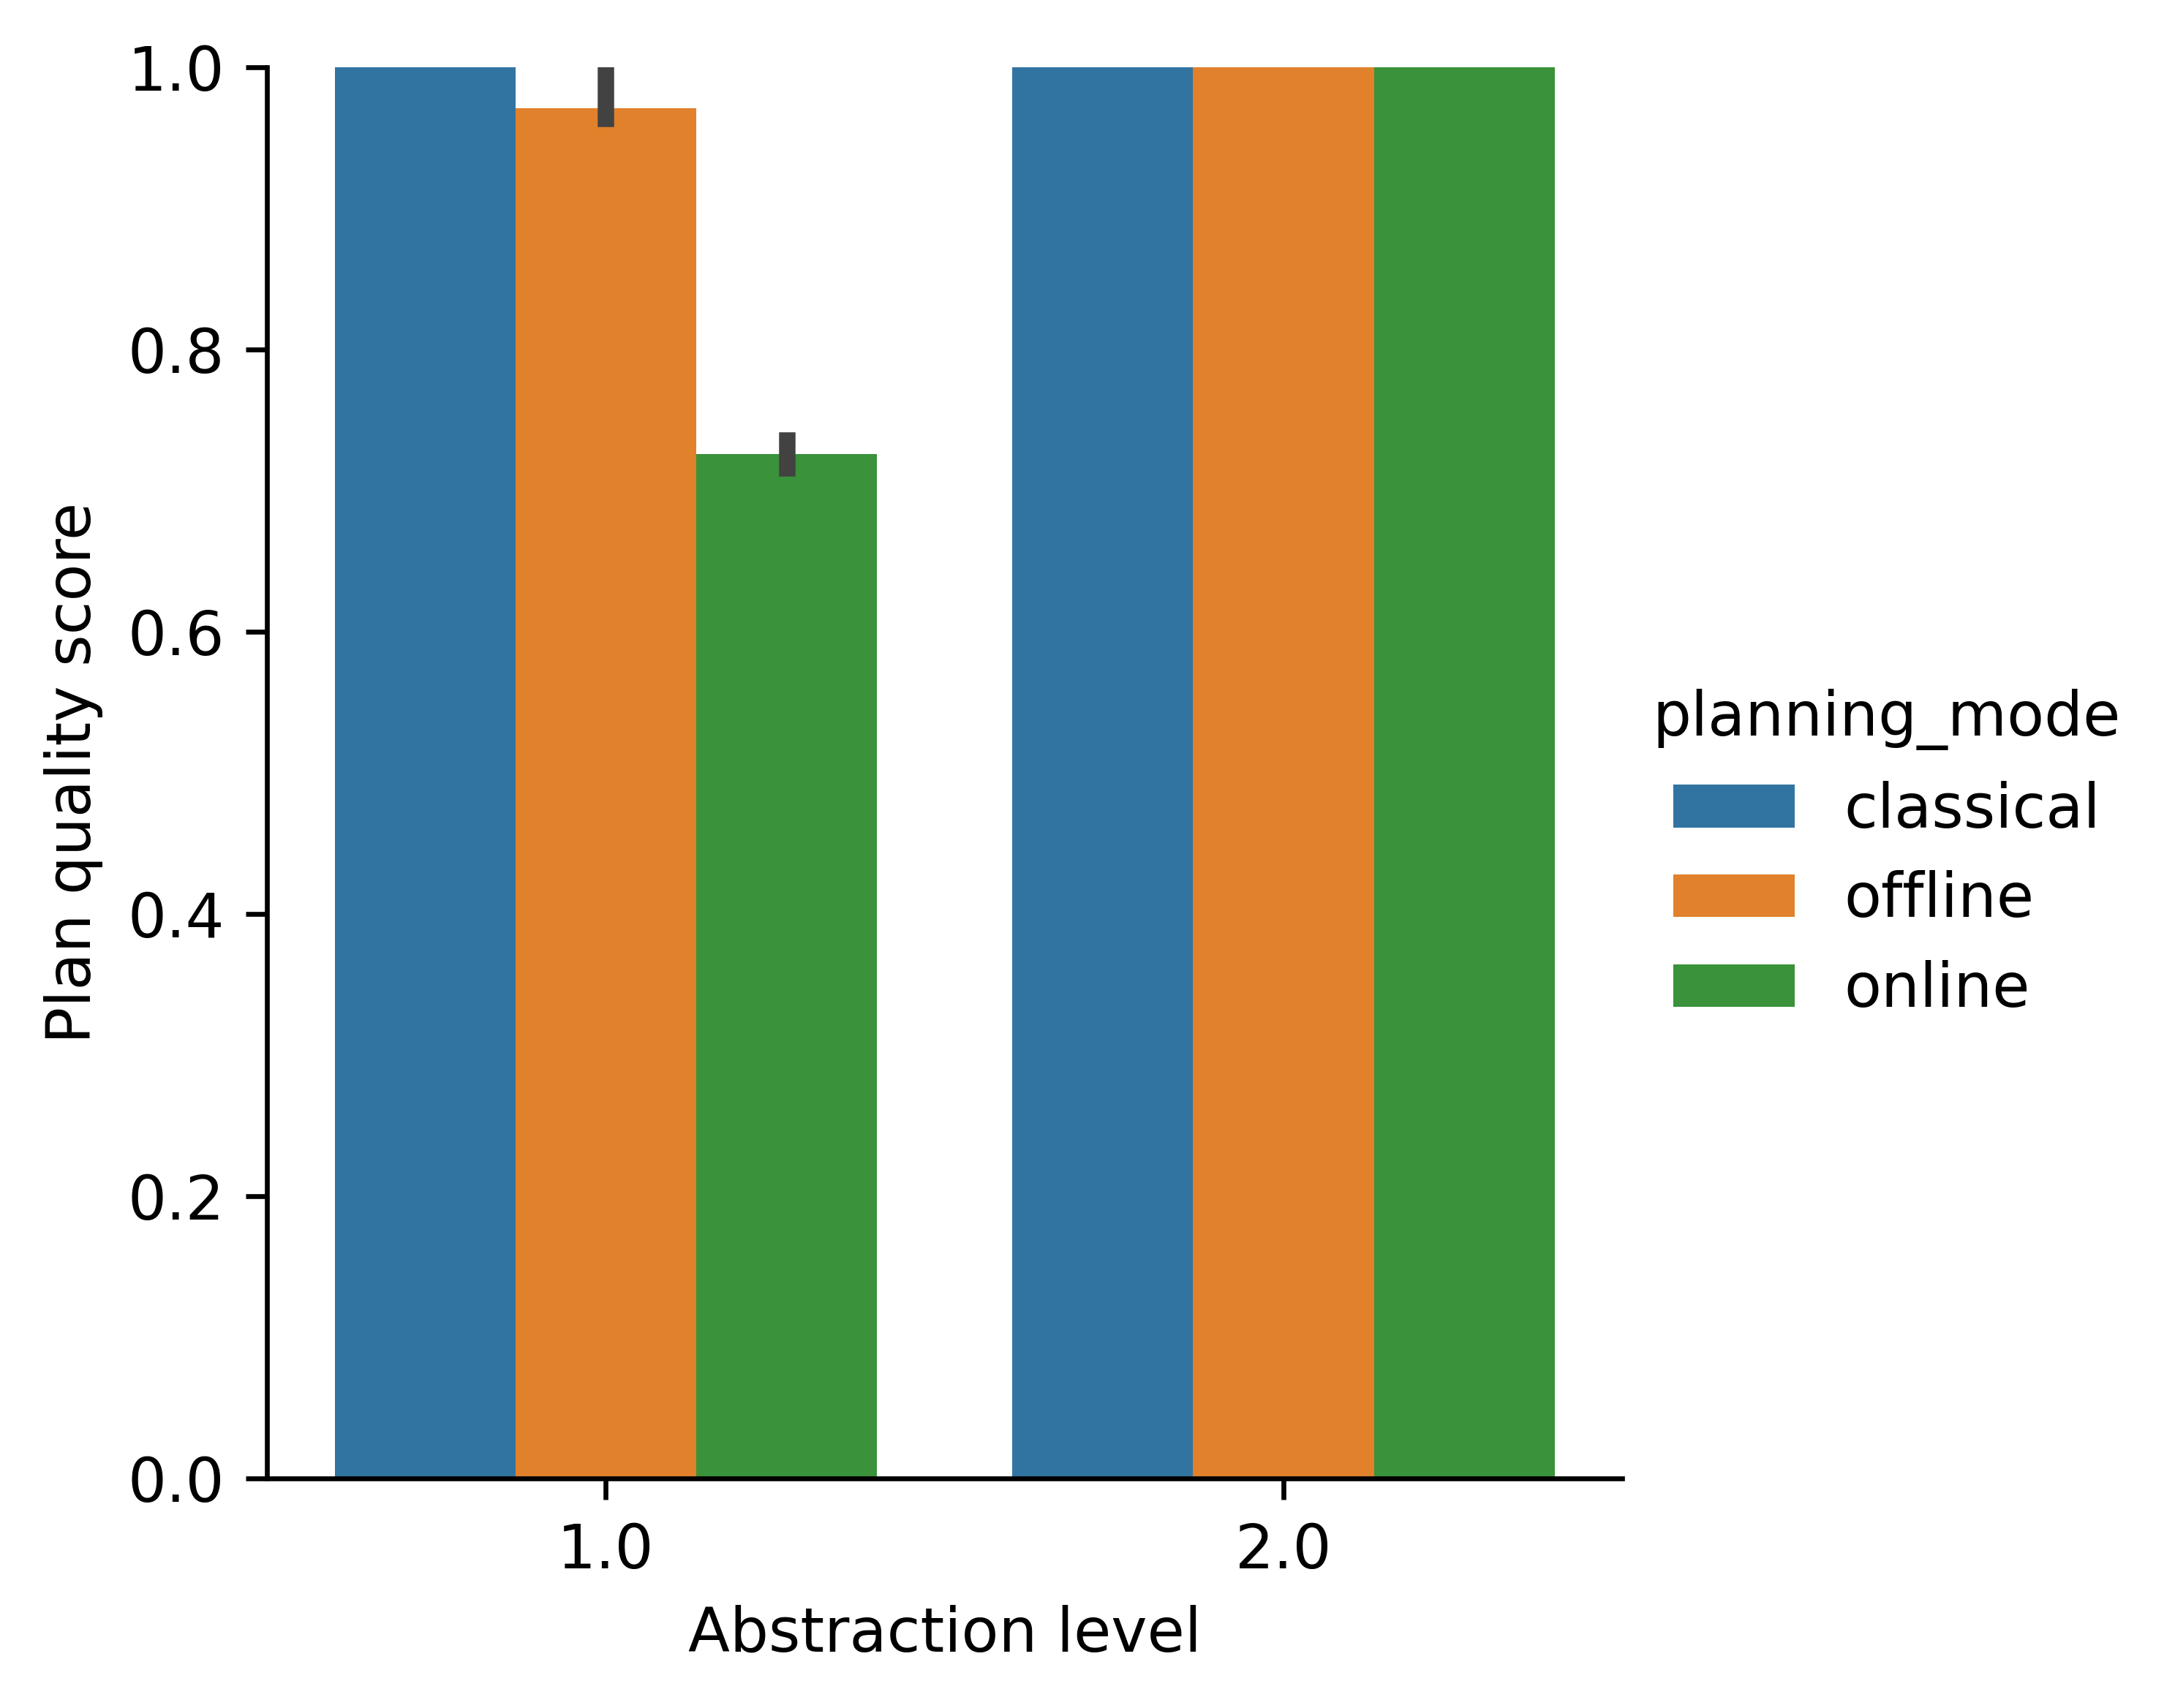 1.0
0.8
0.6
0.4
0.2
0.0
Plan quality score
1.0
2.0
Abstraction level
planning_mode
classical
offline
online